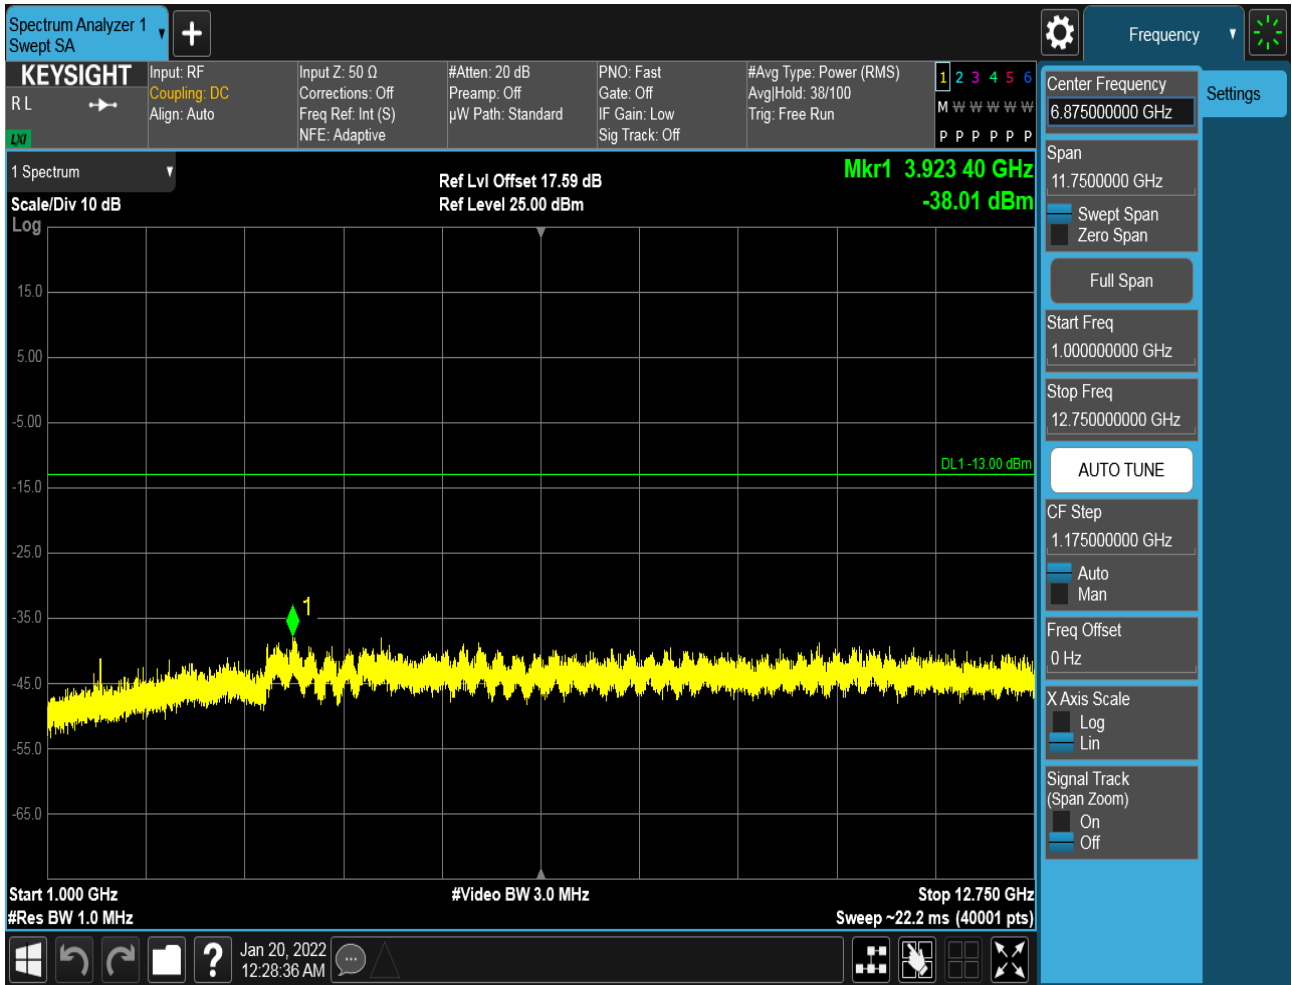 Spectrum Analyzer 1
Swept SA
Frequency
KEYSIGHT
R L
LXI
Input: RF
Coupling: DC
Align: Auto
Input Z: 50 Ω
Corrections: Off
Freq Ref: Int (S)
NFE: Adaptive
#Atten: 20 dB
Preamp: Off
µW Path: Standard
PNO: Fast
Gate: Off
IF Gain: Low
Sig Track: Off
#Avg Type: Power (RMS)
Avg|Hold: 38/100
Trig: Free Run
1 2 3 4 5 6
M W W W W W
P P P P P P
1 Spectrum
Scale/Div 10 dB
Log
Ref Lvl Offset 17.59 dB
Ref Level 25.00 dBm
Mkr1 3.923 40 GHz
-38.01 dBm
15.0
5.00
-5.00
DL1 -13.00 dBm
-15.0
-25.0
-35.0
1
-45.0
-55.0
-65.0
Start 1.000 GHz
#Res BW 1.0 MHz
#Video BW 3.0 MHz
Stop 12.750 GHz
Sweep ~22.2 ms (40001 pts)
Jan 20, 2022
12:28:36 AM
Settings
Center Frequency
6.875000000 GHz
Span
11.7500000 GHz
Swept Span
Zero Span
Full Span
Start Freq
1.000000000 GHz
Stop Freq
12.750000000 GHz
AUTO TUNE
CF Step
1.175000000 GHz
Auto
Man
Freq Offset
0 Hz
X Axis Scale
Log
Lin
Signal Track
(Span Zoom)
On
Off